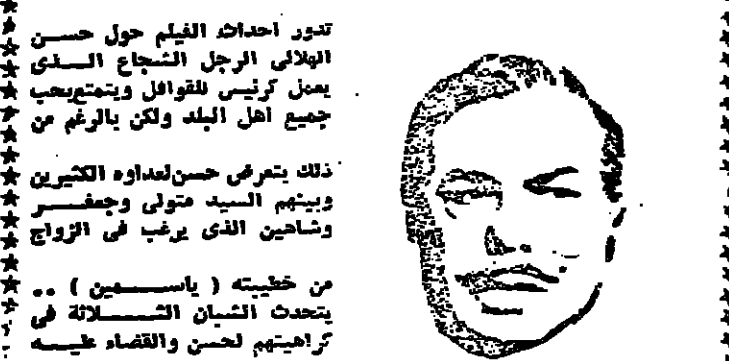 تدور احداث الفيلم حول حسن
الهلالى الرجل الشجاع الذى
يعمل كرئيس للقوافل ويتمتع بحب
جميع اهل البلد ولكن بالرغم من
ذلك يتعرض حسن لعداوه الكثيرين
وبينهم السيد متولى وجعفر
وشاهين الذى يرغب فى الزواج
من خطيبته ( ياسمين ) ..
يتحدث الشبان الثلاثة فى
كراهيتهم لحسن والقضاء عليه